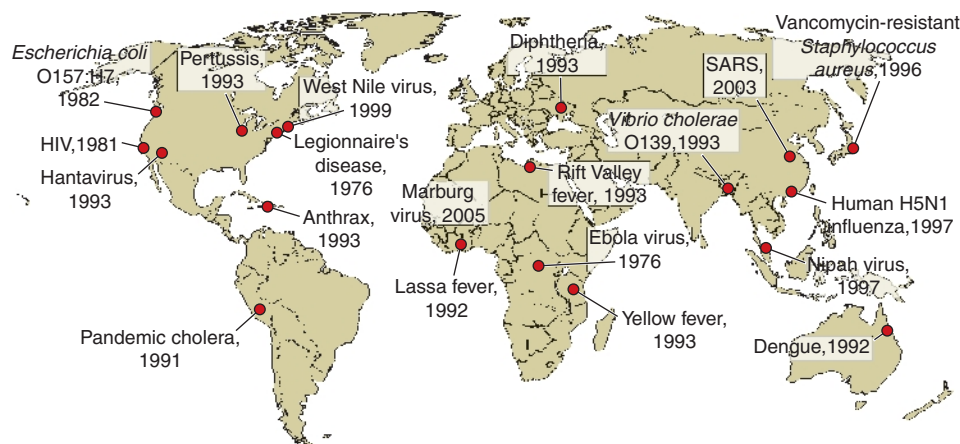 Escherichia coli
O157:H7,
1982
Pertussis,
1993
West Nile virus,
1999
HIV,1981
Hantavirus,
1993
Legionnaire's
disease,
1976
Anthrax,
1993
Pandemic cholera,
1991
Diphtheria,
1993
Vibrio cholerae
O139,1993
Rift Valley
fever, 1993
Marburg
virus, 2005
Ebola virus,
1976
Lassa fever,
1992
Yellow fever,
1993
SARS,
2003
Vancomycin-resistant
Staphylococcus
aureus,1996
Human H5N1
influenza,1997
Nipah virus,
1997
Dengue,1992